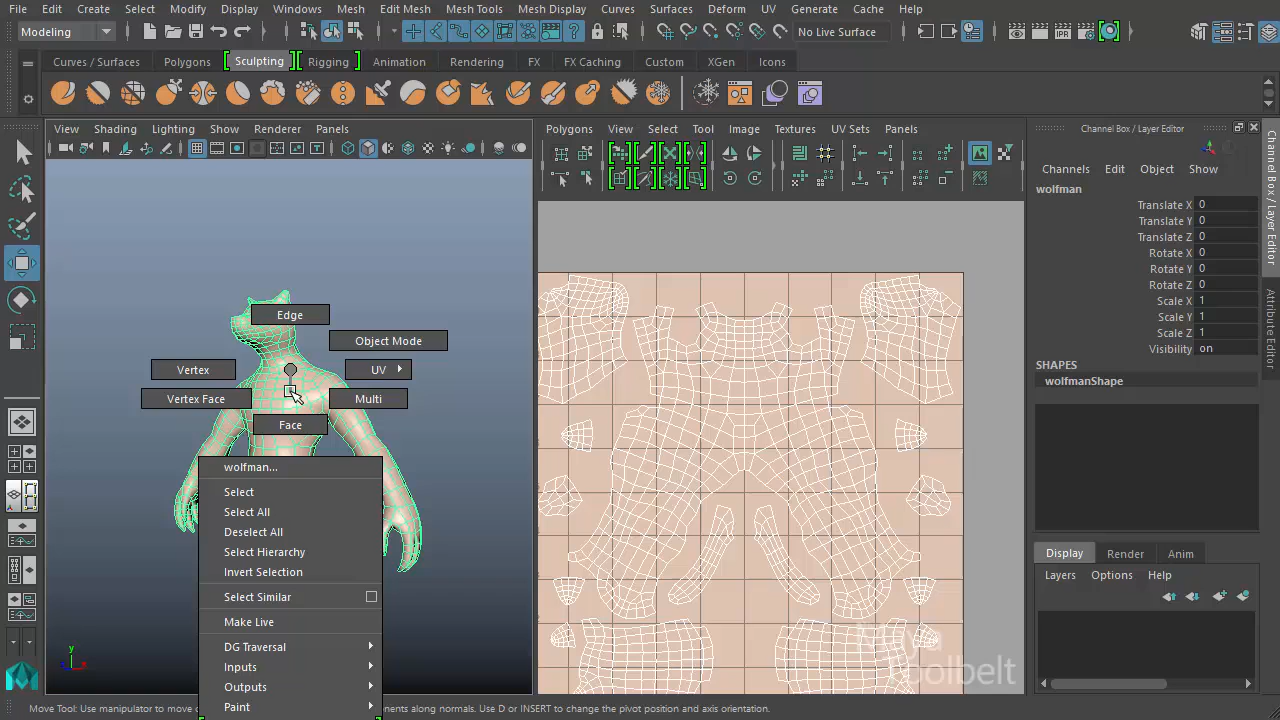 File Edit Create Select Modify Display Windows Mesh Edit Mesh Mesh Tools Mesh Display Curves Surfaces Deform UV Generate Cache Help
Modeling No Live Surface
Curves / Surfaces Polygons Sculpting Rigging Animation Rendering FX FX Caching Custom XGen Icons
View Shading Lighting Show Renderer Panels
Polygons View Select Tool Image Textures UV Sets Panels
Channel Box / Layer Editor
Channels Edit Object Show
wolfman
Translate X 0
Translate Y 0
Translate Z 0
Rotate X 0
Rotate Y 0
Rotate Z 0
Scale X 1
Scale Y 1
Scale Z 1
Visibility on
SHAPES
wolfmanShape
Display Render Anim
Layers Options Help
Channel Box / Layer Editor
Attribute Editor
Edge
Object Mode
Vertex UV
Vertex Face Multi
Face
wolfman...
Select
Select All
Deselect All
Select Hierarchy
Invert Selection
Select Similar
Make Live
DG Traversal
Inputs
Outputs
Paint
y
x
z
oolbelt
Move Tool: Use manipulator to move o nents along normals. Use D or INSERT to change the pivot position and axis orientation.